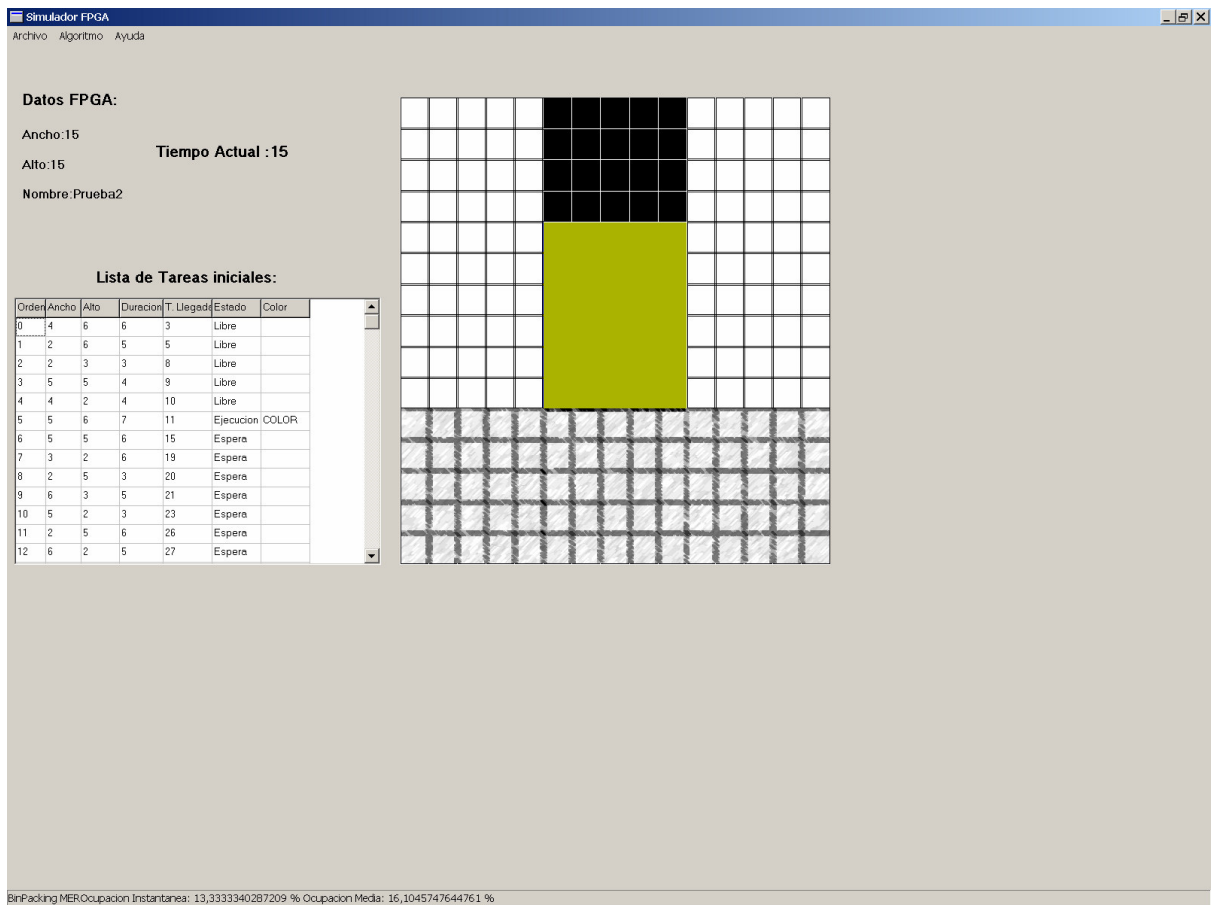 Simulador FPGA
Archivo Algoritmo Ayuda
Datos FPGA:
Ancho:15
Tiempo Actual :15
Alto:15
Nombre:Prueba2
Lista de Tareas iniciales:
Orden Ancho Alto Duracion T. Llegada Estado Color
0 4 6 6 3 Libre
1 2 6 5 5 Libre
2 2 3 3 8 Libre
3 5 5 4 9 Libre
4 4 2 4 10 Libre
5 5 6 7 11 Ejecucion COLOR
6 5 5 6 15 Espera
7 3 2 6 19 Espera
8 2 5 3 20 Espera
9 6 3 5 21 Espera
10 5 2 3 23 Espera
11 2 5 6 26 Espera
12 6 2 5 27 Espera
BinPacking MEROcupacion Instantanea: 13,3333340287209 % Ocupacion Media: 16,1045747644761 %